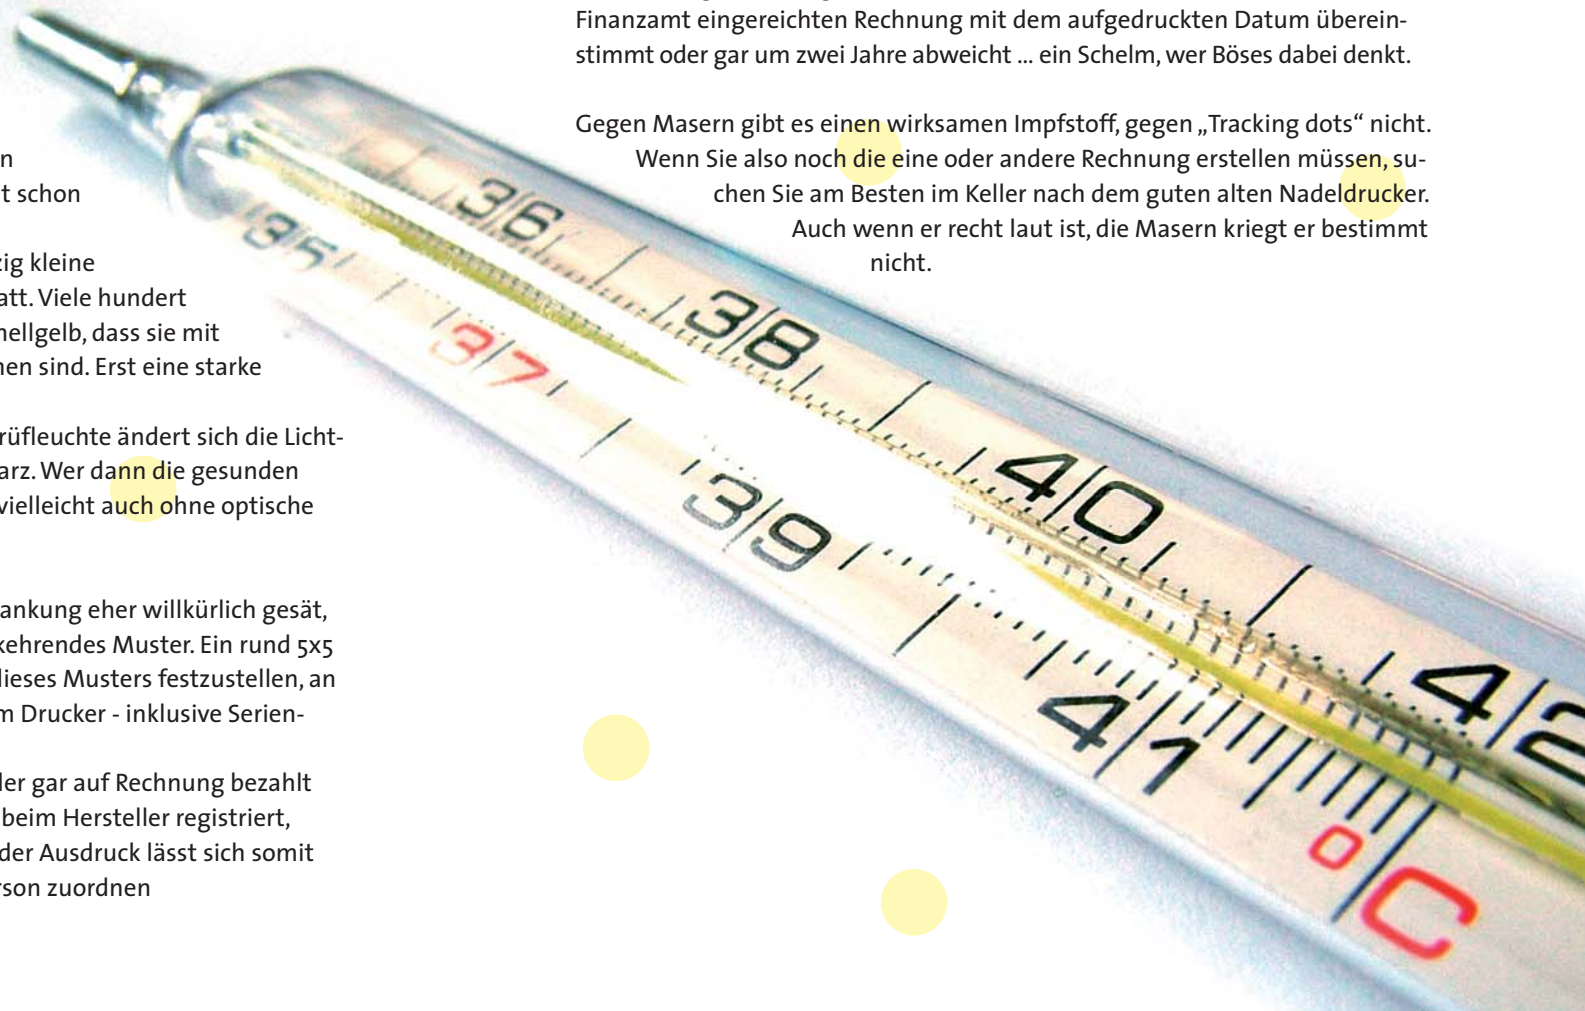 n
t schon
zig kleine
att. Viele hundert
hellgelb, dass sie mit
nen sind. Erst eine starke
rüfleuchte ändert sich die Licht-
arz. Wer dann die gesunden
vielleicht auch ohne optische
ankung eher willkürlich gesät,
kehrendes Muster. Ein rund 5x5
dieses Musters festzustellen, an
m Drucker - inklusive Serien-
der gar auf Rechnung bezahlt
beim Hersteller registriert,
der Ausdruck lässt sich somit
rson zuordnen
Finanzamt eingereichten Rechnung mit dem aufgedruckten Datum überein-
stimmt oder gar um zwei Jahre abweicht ... ein Schelm, wer Böses dabei denkt.
Gegen Masern gibt es einen wirksamen Impfstoff, gegen „Tracking dots“ nicht.
Wenn Sie also noch die eine oder andere Rechnung erstellen müssen, su-
chen Sie am Besten im Keller nach dem guten alten Nadeldrucker.
Auch wenn er recht laut ist, die Masern kriegt er bestimmt
nicht.
35
36
37
38
39
40
41
42
°C